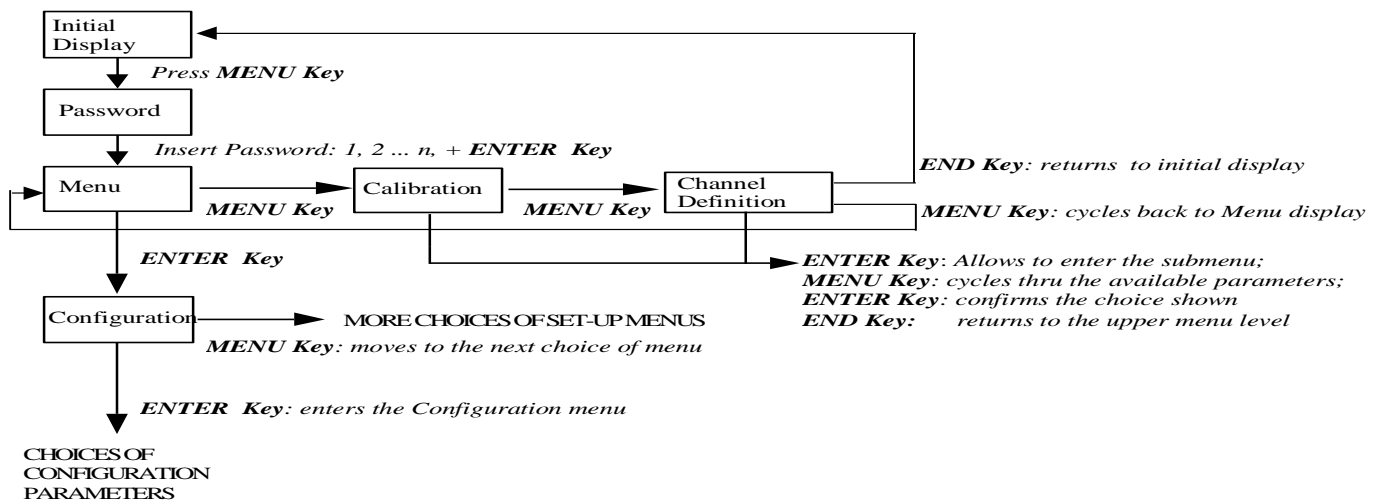 Initial
Display
Press MENU Key
Password
Insert Password: 1, 2 ... n, + ENTER Key
END Key: returns to initial display
Menu
Calibration
Channel
Definition
MENU Key
MENU Key
MENU Key: cycles back to Menu display
ENTER Key
ENTER Key: Allows to enter the submenu;
MENU Key: cycles thru the available parameters;
ENTER Key: confirms the choice shown
END Key: returns to the upper menu level
Configuration
MORE CHOICES OF SET-UP MENUS
MENU Key: moves to the next choice of menu
ENTER Key: enters the Configuration menu
CHOICES OF
CONFIGURATION
PARAMETERS